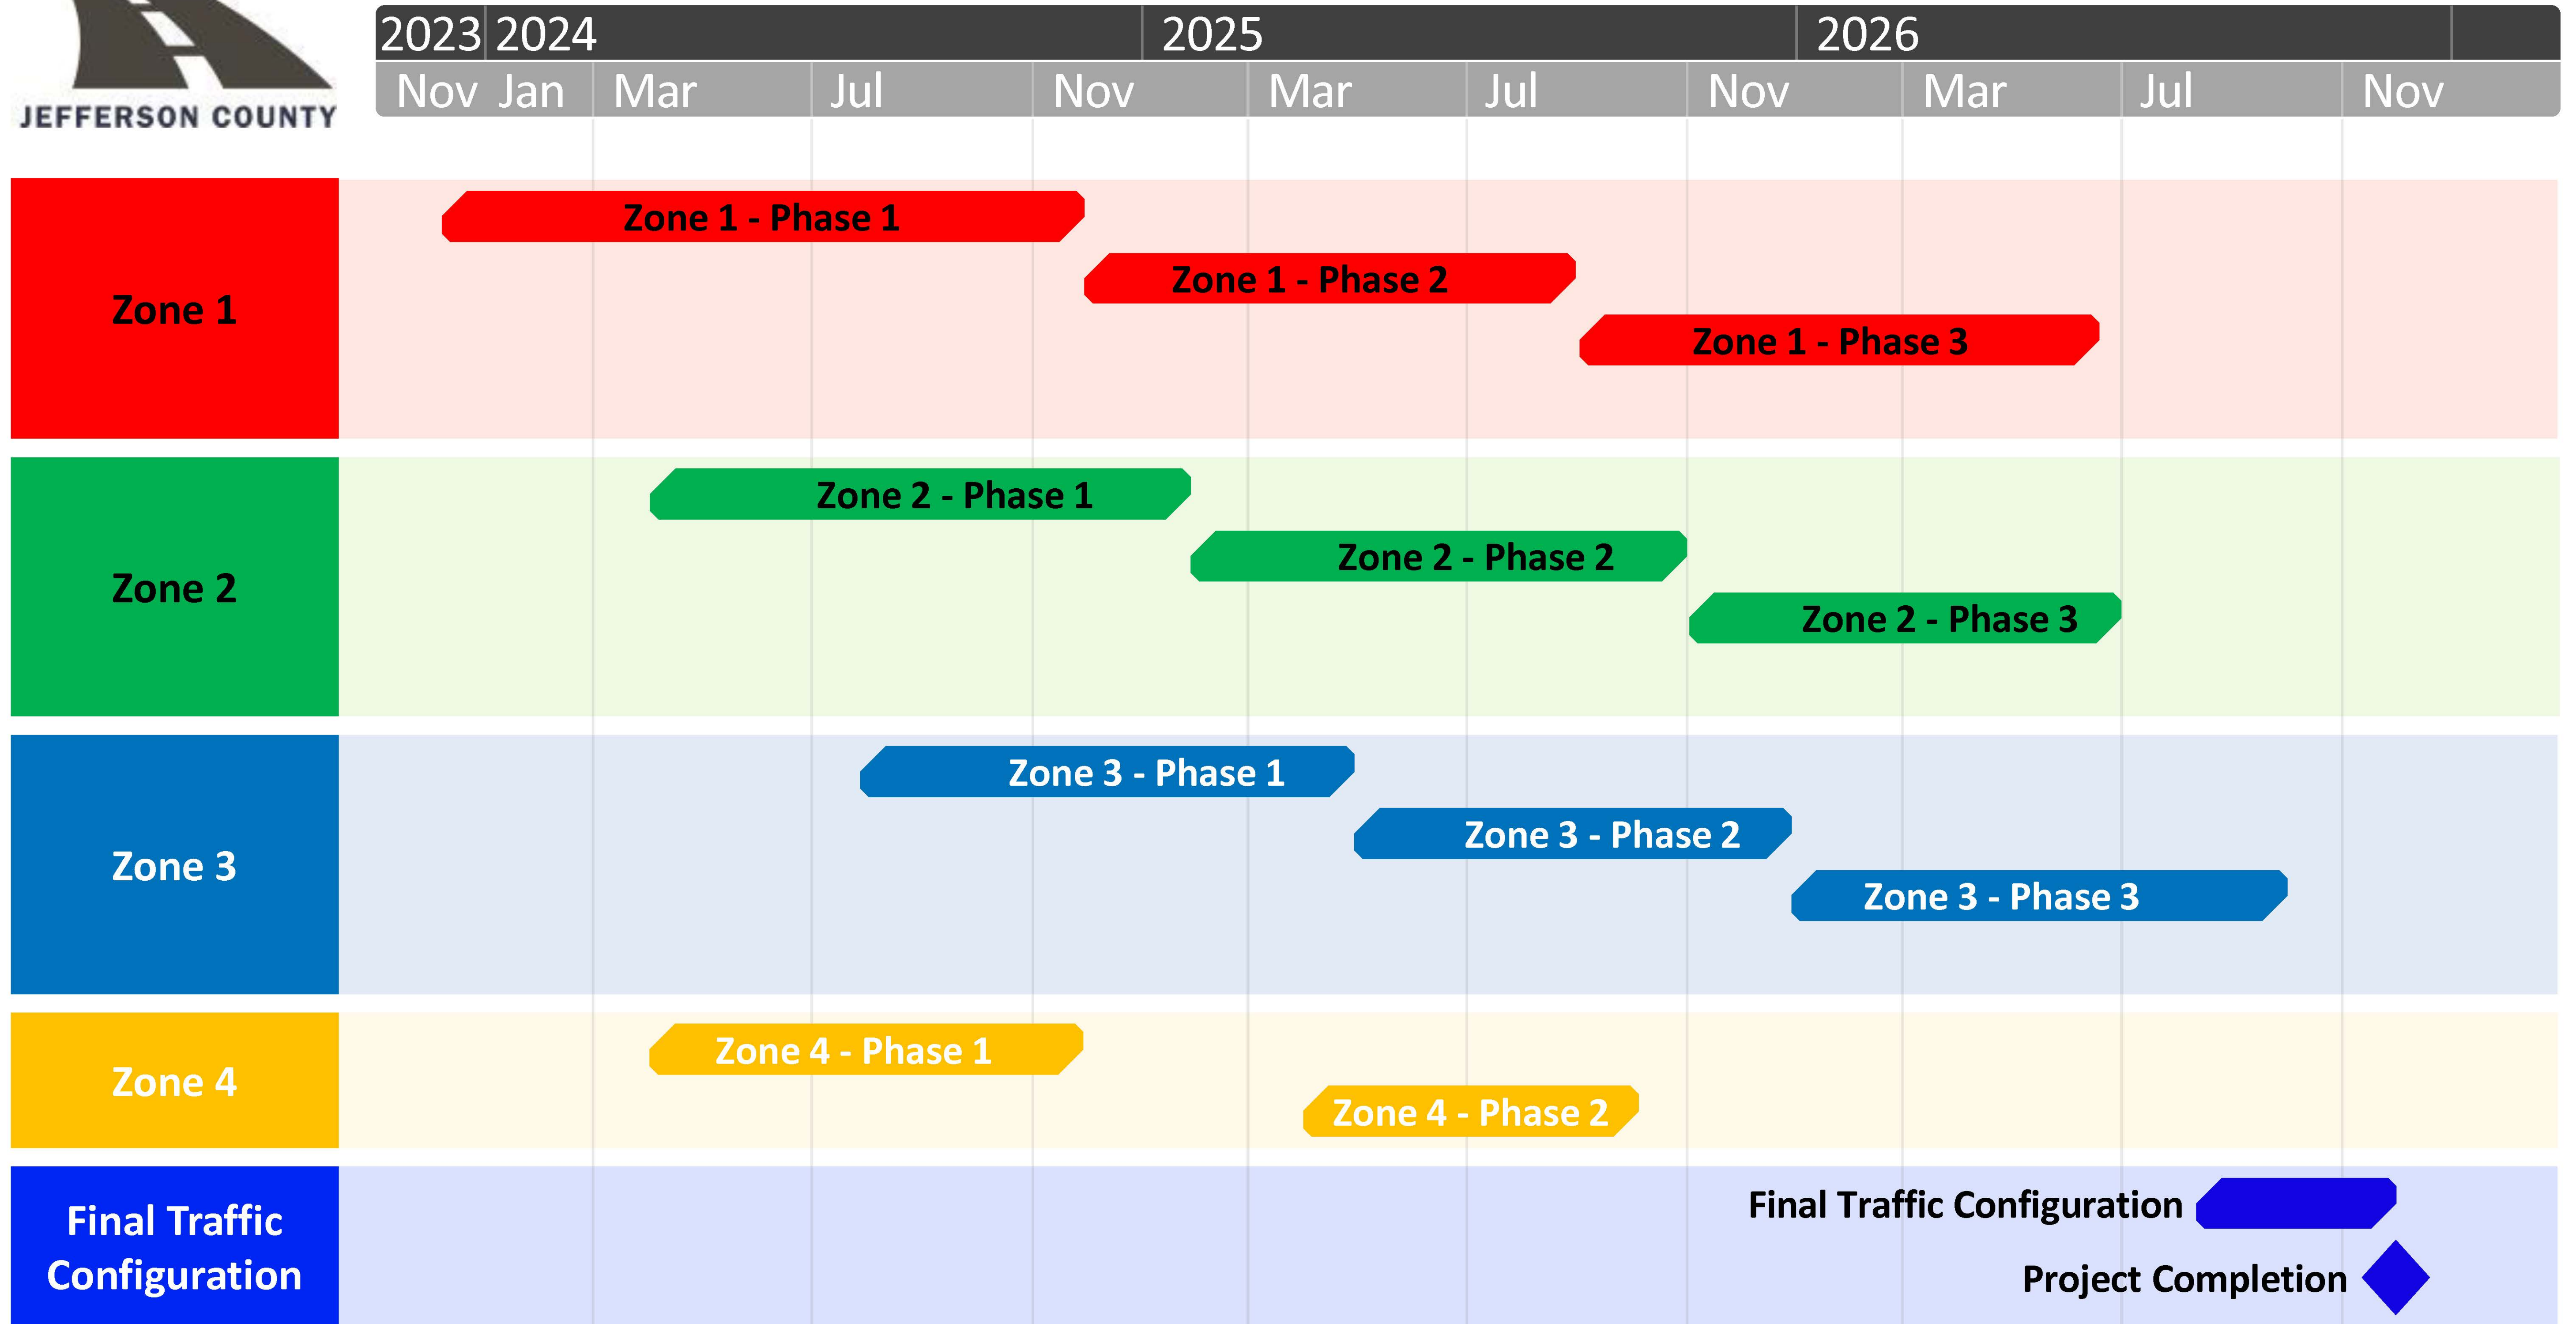 JEFFERSON COUNTY
2023 2024 2025 2026
Nov Jan Mar Jul Nov Mar Jul Nov Mar Jul Nov
Zone 1
Zone 1 - Phase 1
Zone 1 - Phase 2
Zone 1 - Phase 3
Zone 2
Zone 2 - Phase 1
Zone 2 - Phase 2
Zone 2 - Phase 3
Zone 3
Zone 3 - Phase 1
Zone 3 - Phase 2
Zone 3 - Phase 3
Zone 4
Zone 4 - Phase 1
Zone 4 - Phase 2
Final Traffic
Configuration
Final Traffic Configuration
Project Completion